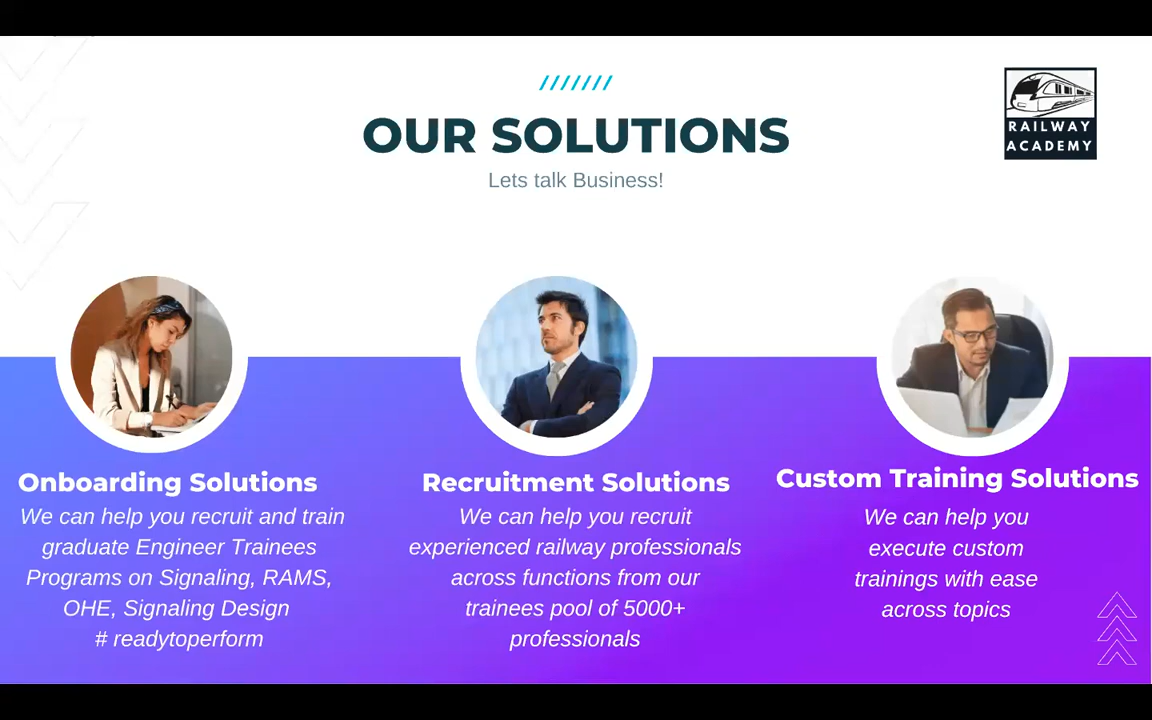 ///////
OUR SOLUTIONS
Lets talk Business!
RAILWAY
ACADEMY
Onboarding Solutions
We can help you recruit and train
graduate Engineer Trainees
Programs on Signaling, RAMS,
OHE, Signaling Design
# readytoperform
Recruitment Solutions
We can help you recruit
experienced railway professionals
across functions from our
trainees pool of 5000+
professionals
Custom Training Solutions
We can help you
execute custom
trainings with ease
across topics